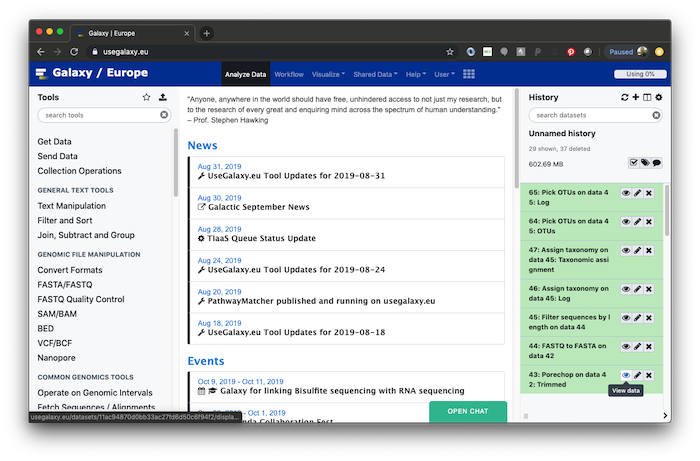 Galaxy | Europe
usegalaxy.eu
Paused
Galaxy / Europe
Analyze Data
Workflow
Visualize
Shared Data
Help
User
Using 0%
Tools
search tools
Get Data
Send Data
Collection Operations
GENERAL TEXT TOOLS
Text Manipulation
Filter and Sort
Join, Subtract and Group
GENOMIC FILE MANIPULATION
Convert Formats
FASTA/FASTQ
FASTQ Quality Control
SAM/BAM
BED
VCF/BCF
Nanopore
COMMON GENOMICS TOOLS
Operate on Genomic Intervals
Fetch Sequences / Alignments
usegalaxy.eu/datasets/11ac94870d0bb33ac27fd6d50c6f94f2/displa...
"Anyone, anywhere in the world should have free, unhindered access to not just my research, but
to the research of every great and enquiring mind across the spectrum of human understanding."
– Prof. Stephen Hawking
News
Aug 31, 2019
UseGalaxy.eu Tool Updates for 2019-08-31
Aug 30, 2019
Galactic September News
Aug 28, 2019
TIaaS Queue Status Update
Aug 24, 2019
UseGalaxy.eu Tool Updates for 2019-08-24
Aug 20, 2019
PathwayMatcher published and running on usegalaxy.eu
Aug 18, 2019
UseGalaxy.eu Tool Updates for 2019-08-18
Events
Oct 9, 2019 - Oct 11, 2019
Galaxy for linking Bisulfite sequencing with RNA sequencing
- Oct 1, 2019
Collaboration Fest
OPEN CHAT
History
search datasets
Unnamed history
29 shown, 37 deleted
602.69 MB
65: Pick OTUs on data 4
5: Log
64: Pick OTUs on data 4
5: OTUs
47: Assign taxonomy on
data 45: Taxonomic assi
gnment
46: Assign taxonomy on
data 45: Log
45: Filter sequences by l
ength on data 44
44: FASTQ to FASTA on
data 42
43: Porechop on data 4
2: Trimmed
View data